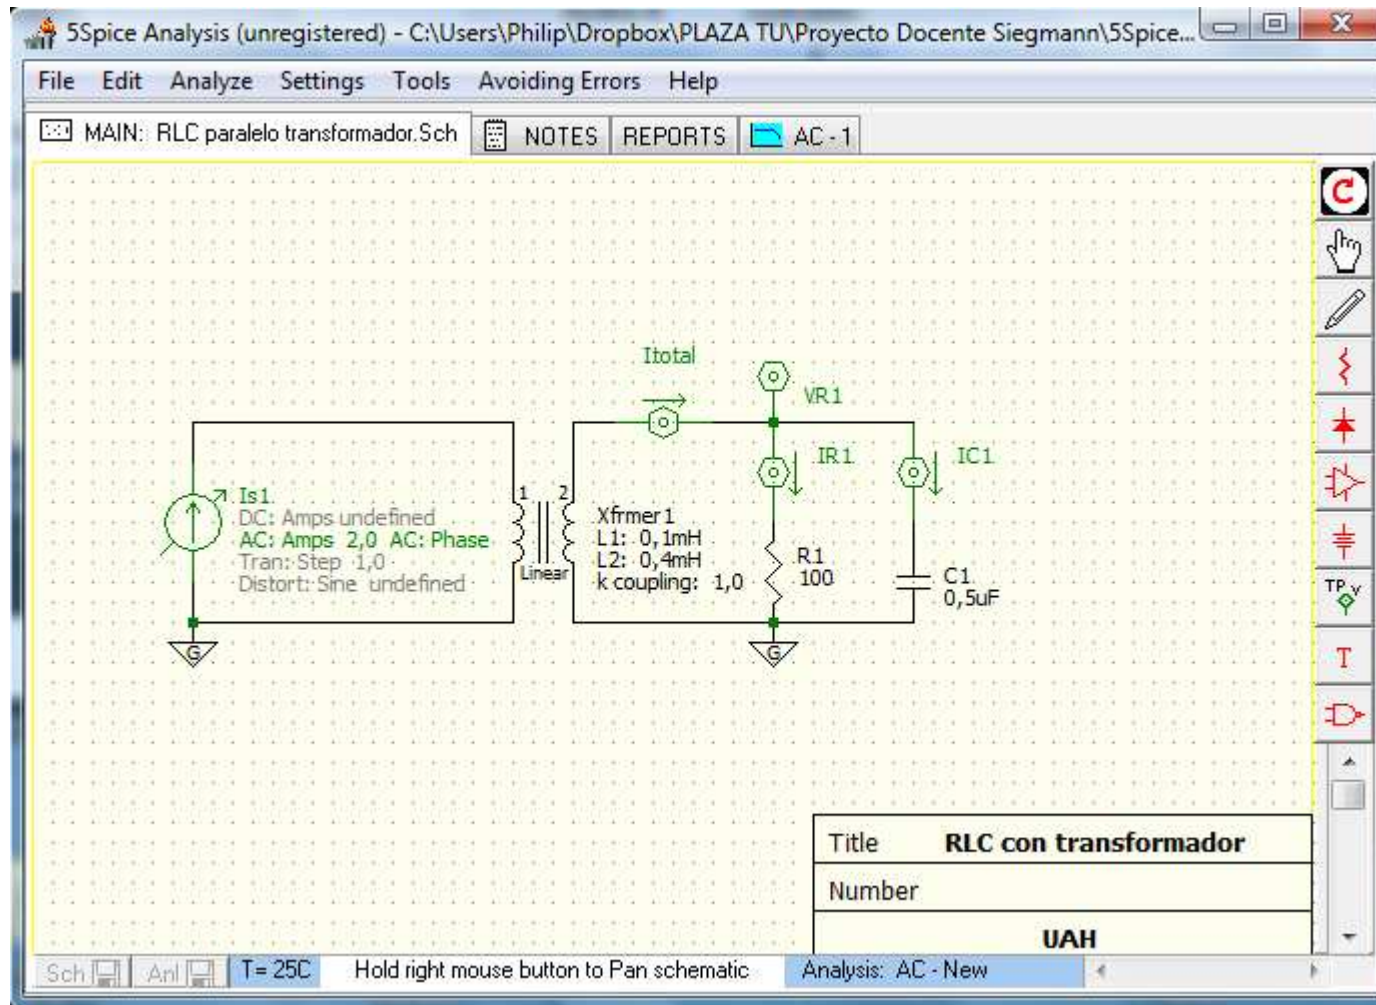 5Spice Analysis (unregistered) - C:\Users\Philip\Dropbox\PLAZA TU\Proyecto Docente Siegmann\5Spice...
File Edit Analyze Settings Tools Avoiding Errors Help
MAIN: RLC paralelo transformador.Sch NOTES REPORTS AC - 1
Itotal
VR1
IR1
IC1
Is1
DC: Amps undefined
AC: Amps 2,0 AC: Phase
Tran: Step 1,0
Distort: Sine undefined
1 2
Linear
Xfrmer1
L1: 0,1mH
L2: 0,4mH
k coupling: 1,0
R1
100
C1
0,5uF
G
G
C
TP v
T
Title RLC con transformador
Number
UAH
Sch Anl T= 25C Hold right mouse button to Pan schematic Analysis: AC - New